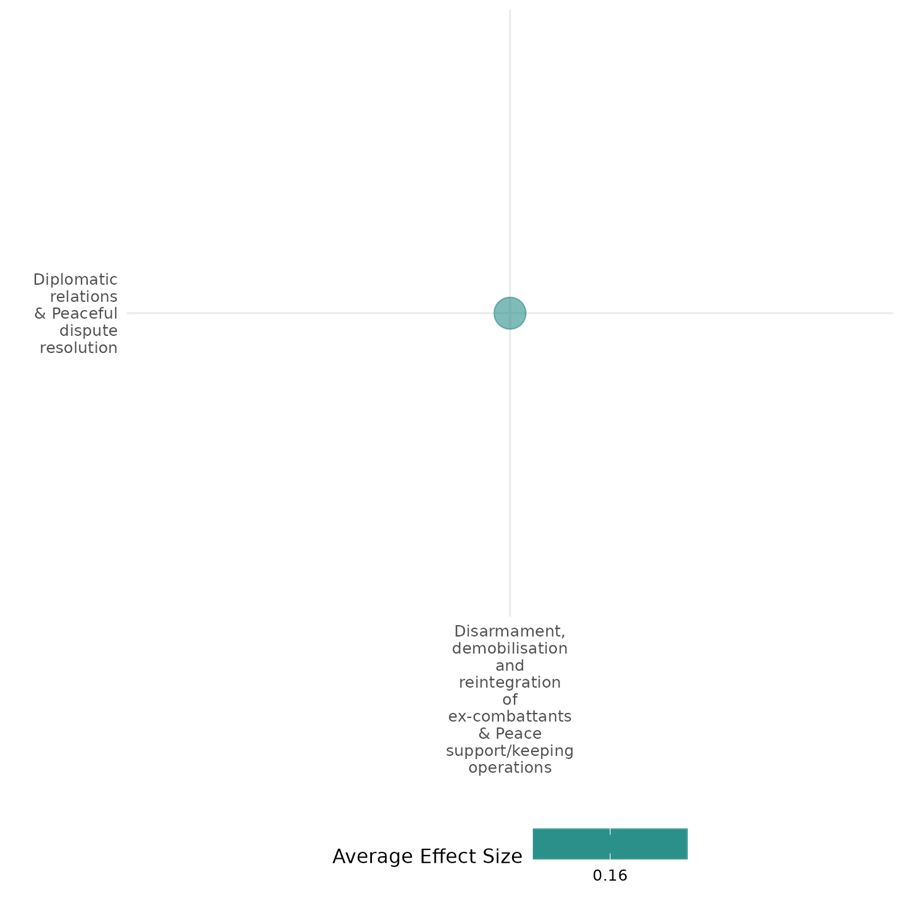 Diplomatic
relations
& Peaceful
dispute
resolution
Disarmament,
demobilisation
and
reintegration
of
ex-combattants
& Peace
support/keeping
operations
Average Effect Size
0.16